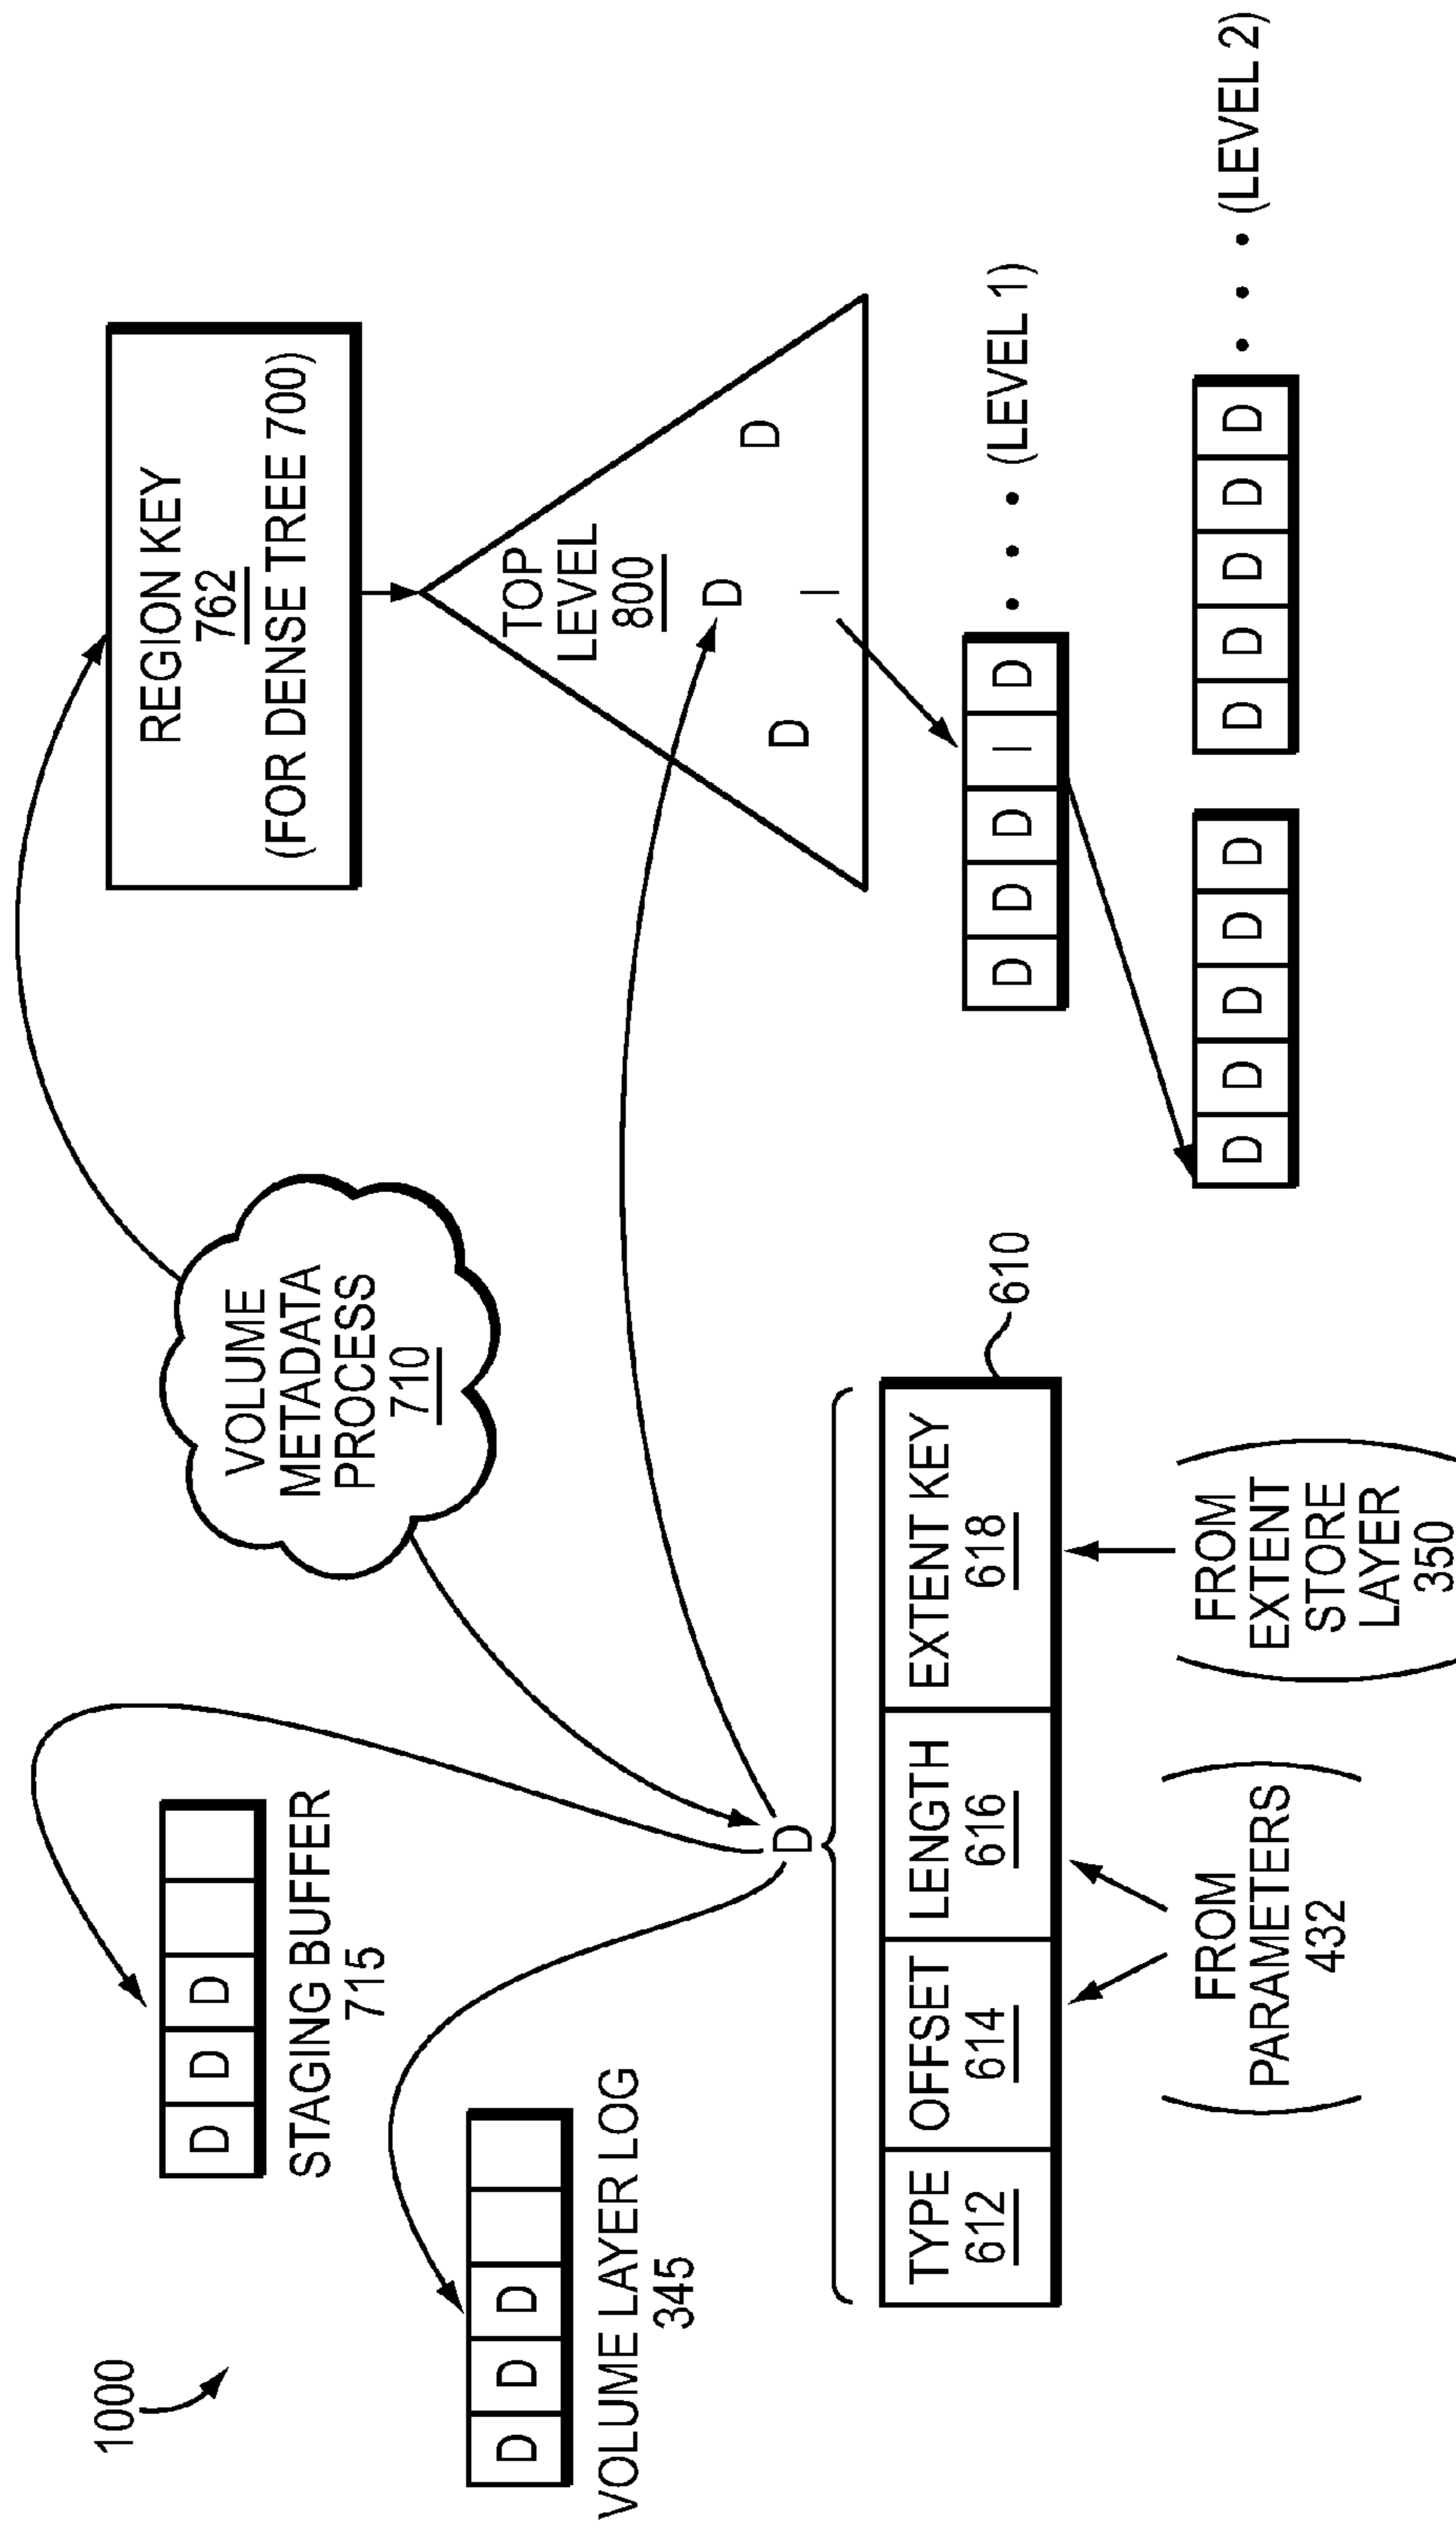 1000
D D D
STAGING BUFFER
715
D D D
VOLUME LAYER LOG
345
VOLUME
METADATA
PROCESS
710
REGION KEY
762
(FOR DENSE TREE 700)
TOP
LEVEL
800
D
D
D
I
D
D D D I D • • • (LEVEL 1)
D D D D D
D D D D D • • • (LEVEL 2)
TYPE
612
OFFSET
614
LENGTH
616
EXTENT KEY
618
610
FROM
PARAMETERS
432
FROM
EXTENT
STORE
LAYER
350